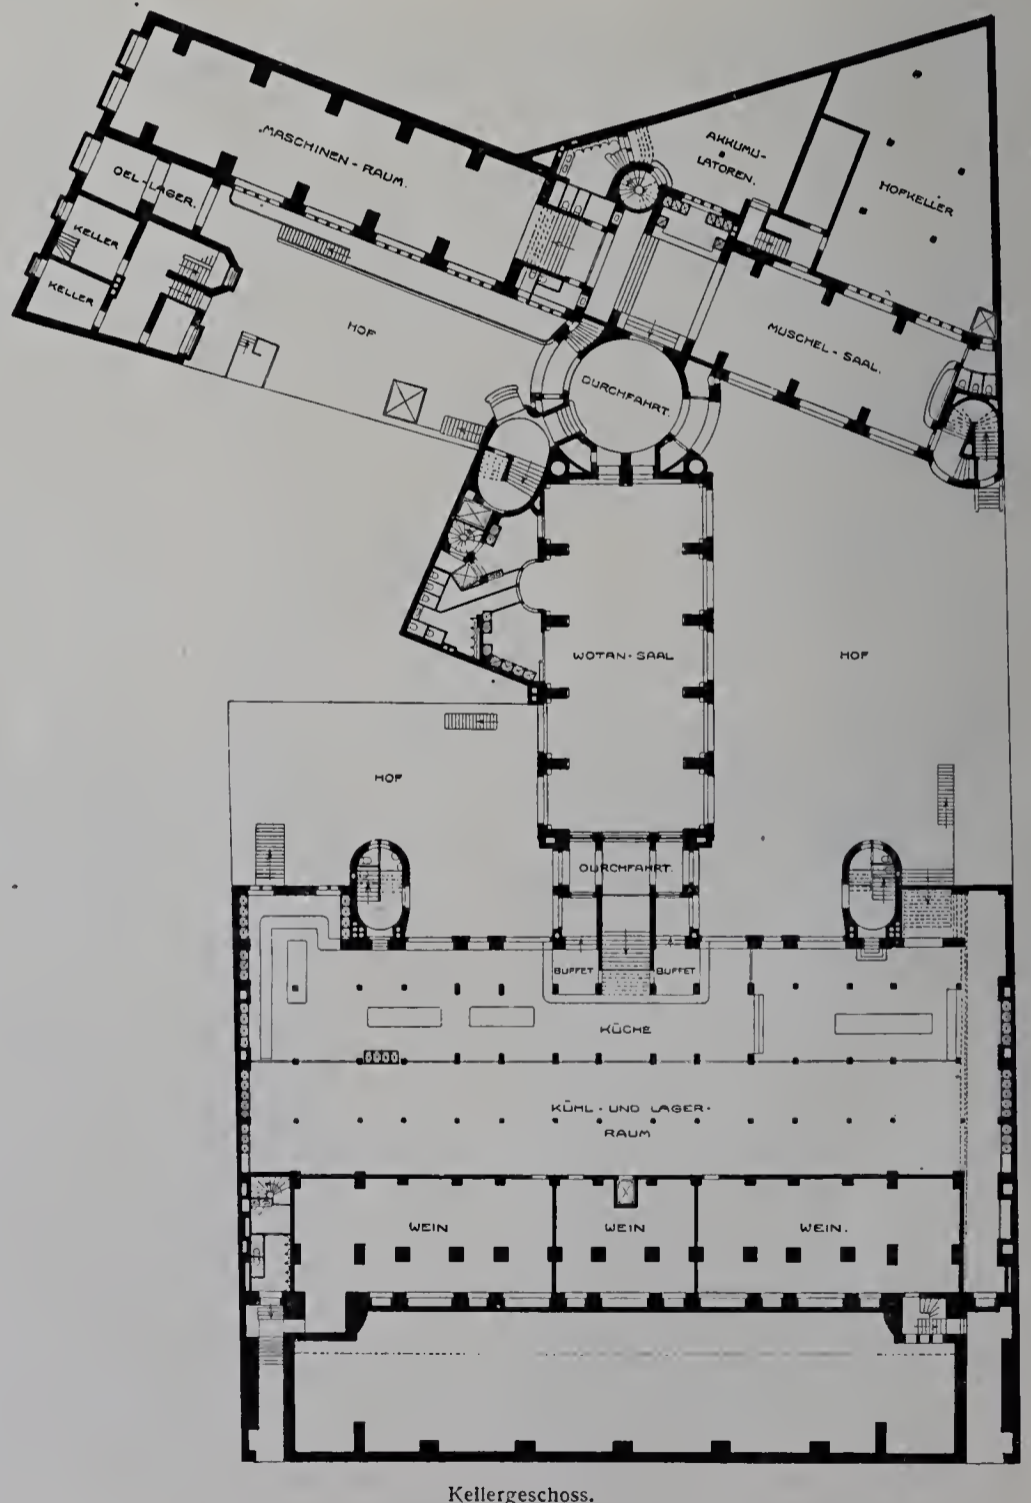 MASCHINEN-RAUM.
AKKUMU-
LATOREN.
OEL-LAGER.
HOFKELLER
KELLER
KELLER
HOF
MUSCHEL-SAAL.
DURCHFAHRT.
WOTAN-SAAL
HOF
HOF
DURCHFAHRT.
BUFFET
BUFFET
KÜCHE
KÜHL-UND LAGER-
RAUM
WEIN
WEIN
WEIN.
Kellergeschoss.